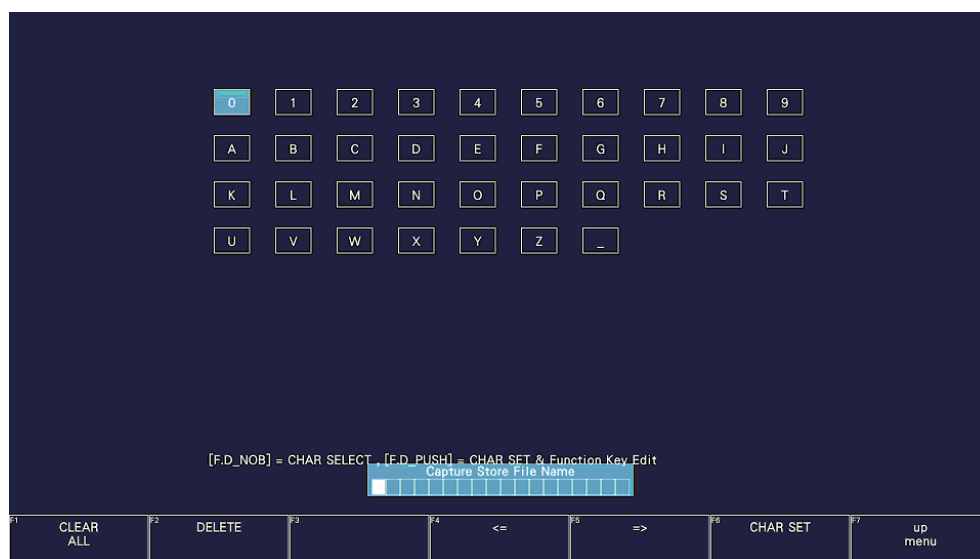 0 1 2 3 4 5 6 7 8 9
A B C D E F G H I J
K L M N O P Q R S T
U V W X Y Z _
[F.D_NOB] = CHAR SELECT , [F.D_PUSH] = CHAR SET & Function Key Edit
Capture Store File Name
F1 CLEAR ALL F2 DELETE F3 F4 <= F5 => F6 CHAR SET F7 up menu